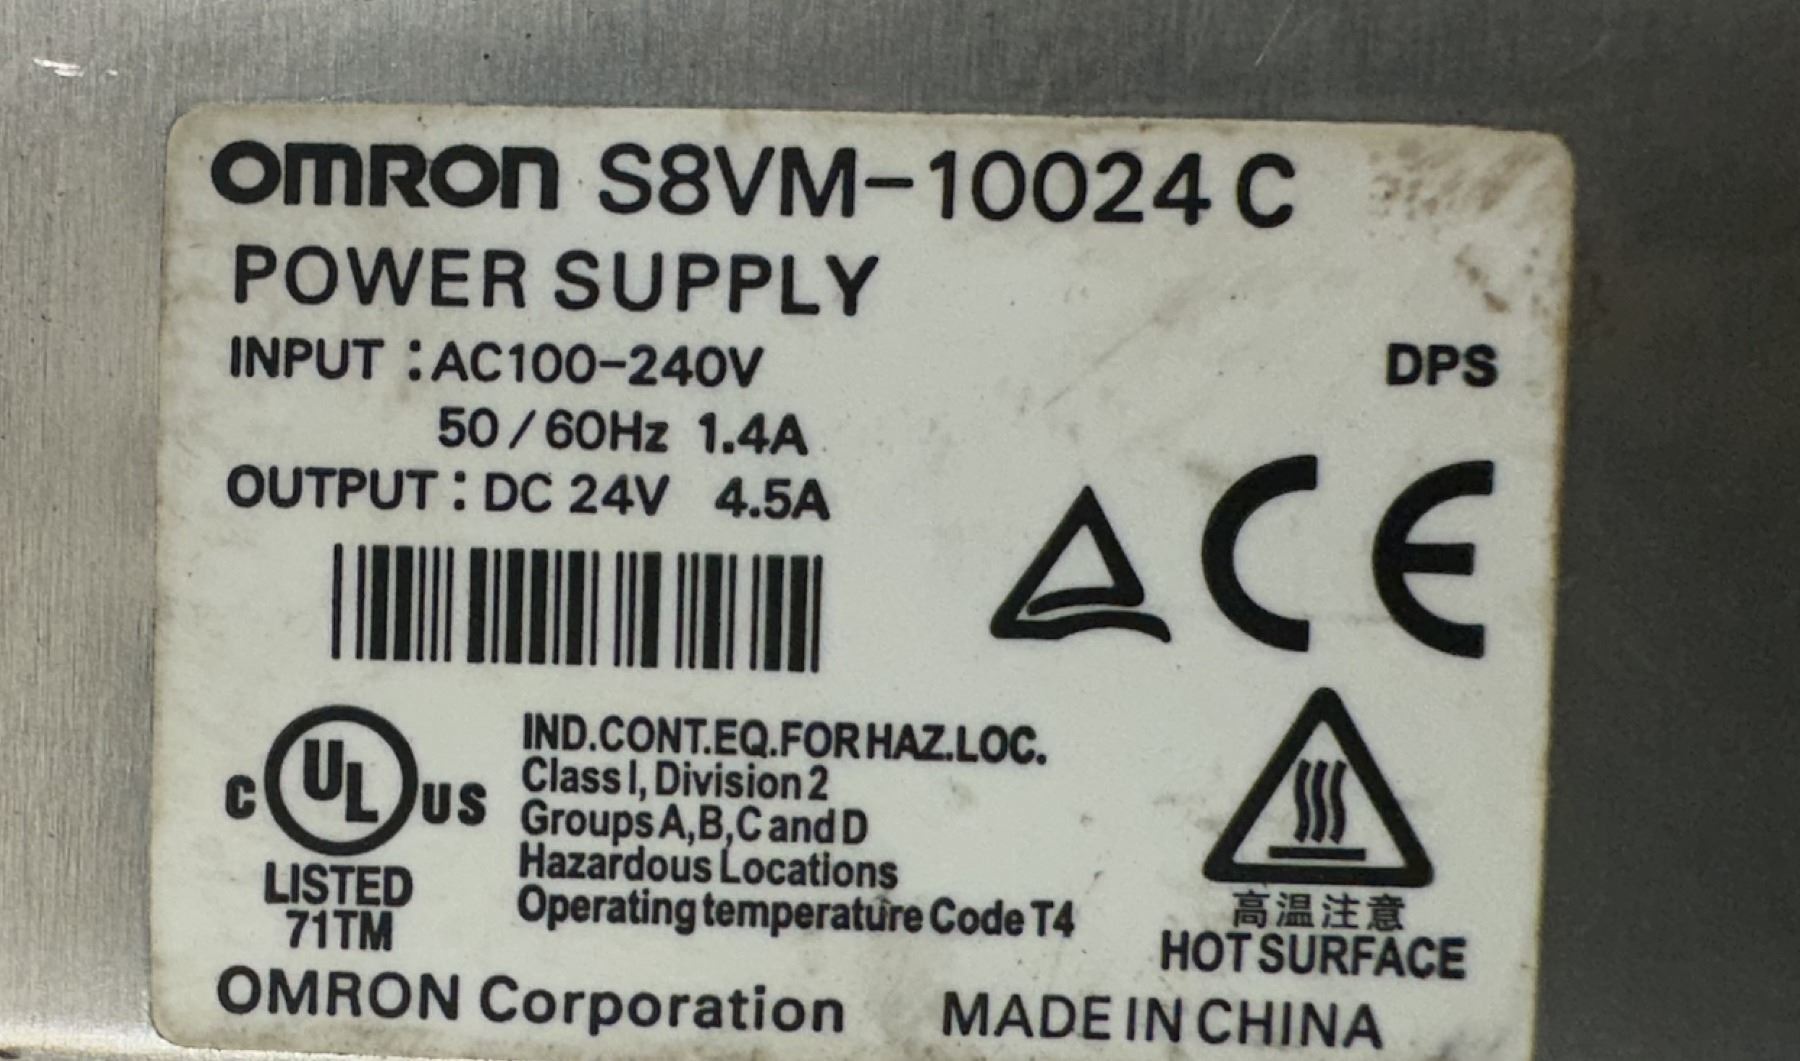 OMRON S8VM-10024C
POWER SUPPLY
INPUT : AC100-240V
50/60Hz 1.4A
OUTPUT : DC 24V 4.5A
DPS
CE
C UL US
LISTED
71TM
IND.CONT.EQ.FOR HAZ.LOC.
Class I, Division 2
Groups A,B,C and D
Hazardous Locations
Operating temperature Code T4
高温注意
HOT SURFACE
OMRON Corporation
MADE IN CHINA